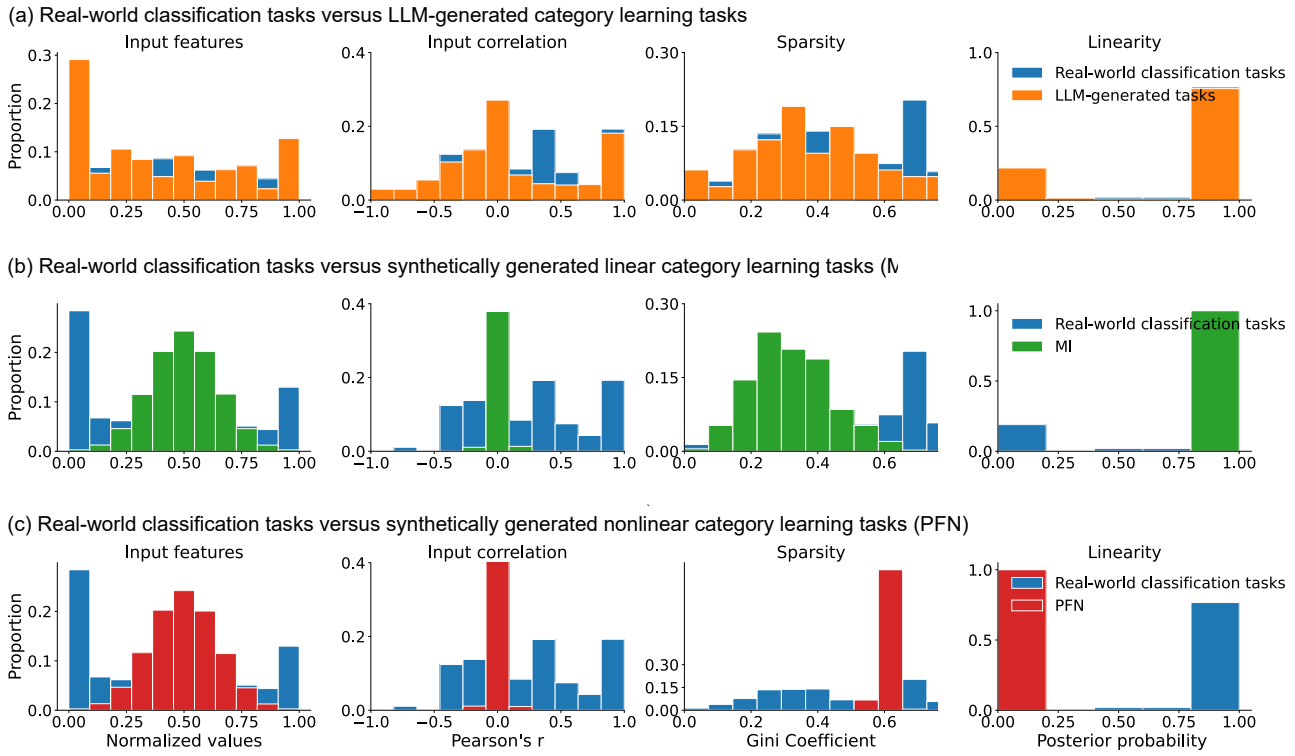 (a) Real-world classification tasks versus LLM-generated category learning tasks
Input features
Input correlation
Sparsity
Linearity
Proportion
0.3
0.2
0.1
0.0
0.00 0.25 0.50 0.75 1.00
0.4
0.2
0.0
−1.0 −0.5 0.0 0.5 1.0
0.30
0.15
0.00
0.0 0.2 0.4 0.6
1.0
0.5
0.0
0.00 0.25 0.50 0.75 1.00
Real-world classification tasks
LLM-generated tasks
(b) Real-world classification tasks versus synthetically generated linear category learning tasks (M
Proportion
0.2
0.1
0.0
0.00 0.25 0.50 0.75 1.00
0.4
0.2
0.0
−1.0 −0.5 0.0 0.5 1.0
0.30
0.15
0.00
0.0 0.2 0.4 0.6
1.0
0.5
0.0
0.00 0.25 0.50 0.75 1.00
Real-world classification tasks
MI
(c) Real-world classification tasks versus synthetically generated nonlinear category learning tasks (PFN)
Input features
Input correlation
Sparsity
Linearity
Proportion
0.2
0.1
0.0
0.00 0.25 0.50 0.75 1.00
Normalized values
0.4
0.2
0.0
−1.0 −0.5 0.0 0.5 1.0
Pearson's r
0.30
0.15
0.00
0.0 0.2 0.4 0.6
Gini Coefficient
1.0
0.5
0.0
0.00 0.25 0.50 0.75 1.00
Posterior probability
Real-world classification tasks
PFN